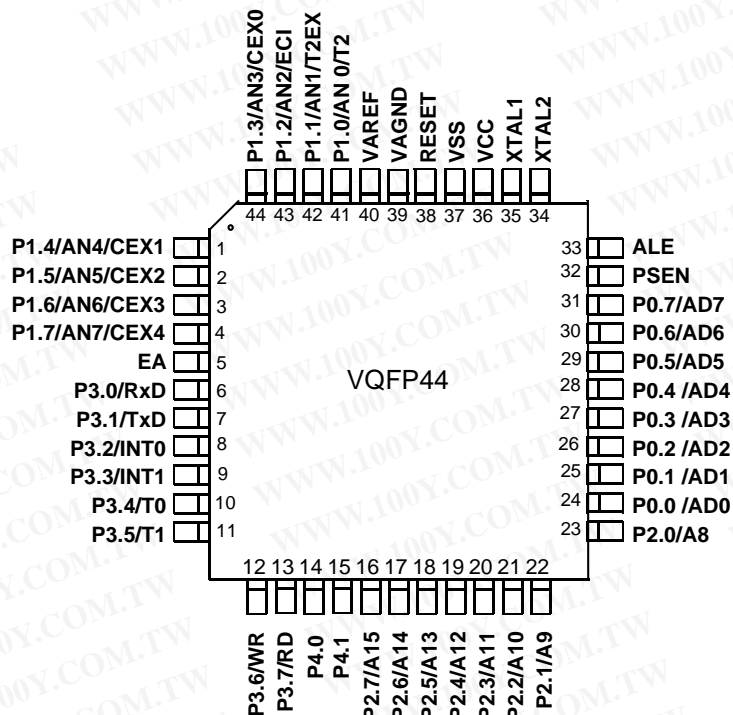 P1.3/AN3/CEX0
P1.2/AN2/ECI
P1.1/AN1/T2EX
P1.0/AN 0/T2
VAREF
VAGND
RESET
VSS
VCC
XTAL1
XTAL2
44 43 42 41 40 39 38 37 36 35 34
P1.4/AN4/CEX1 1
P1.5/AN5/CEX2 2
P1.6/AN6/CEX3 3
P1.7/AN7/CEX4 4
EA 5
P3.0/RxD 6
P3.1/TxD 7
P3.2/INT0 8
P3.3/INT1 9
P3.4/T0 10
P3.5/T1 11
VQFP44
33 ALE
32 PSEN
31 P0.7/AD7
30 P0.6/AD6
29 P0.5/AD5
28 P0.4 /AD4
27 P0.3 /AD3
26 P0.2 /AD2
25 P0.1 /AD1
24 P0.0 /AD0
23 P2.0/A8
12 13 14 15 16 17 18 19 20 21 22
P3.6/WR
P3.7/RD
P4.0
P4.1
P2.7/A15
P2.6/A14
P2.5/A13
P2.4/A12
P2.3/A11
P2.2/A10
P2.1/A9
WWW.100Y.COM.TW